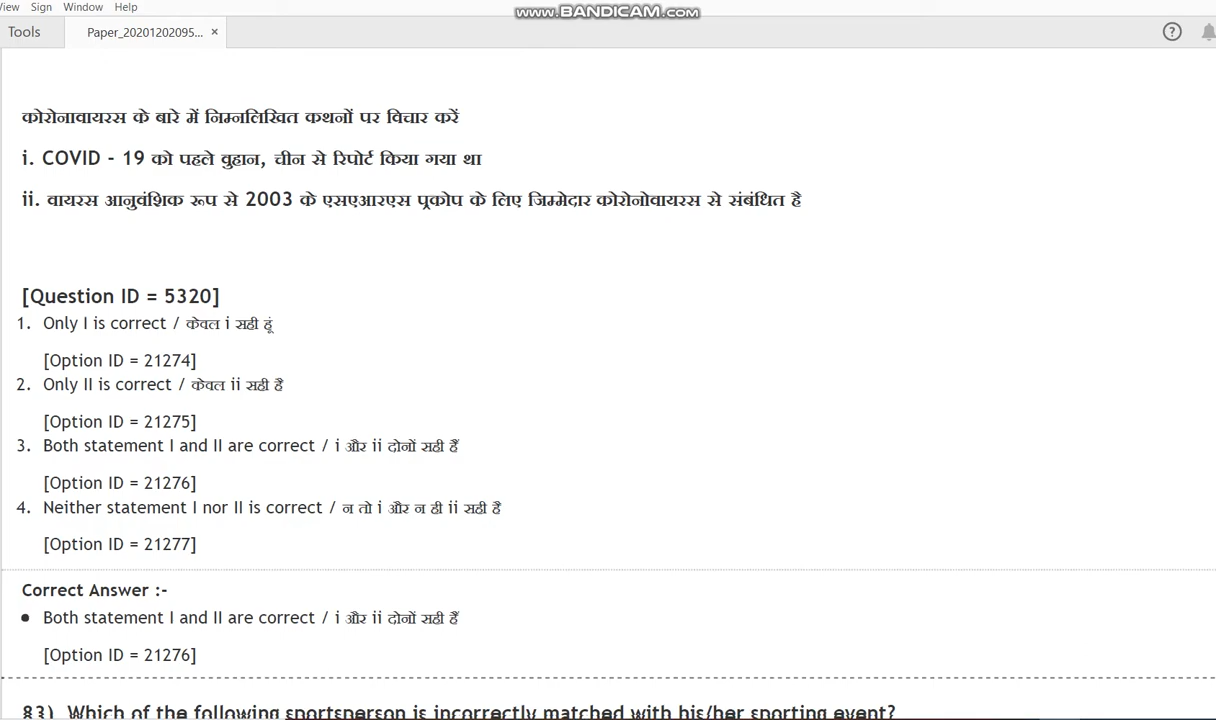 View Sign Window Help
www.BANDICAM.com
Tools
Paper_20201202095... ×
?
कोरोनावायरस के बारे में निम्नलिखित कथनों पर विचार करें
i. COVID - 19 को पहले वुहान, चीन से रिपोर्ट किया गया था
ii. वायरस आनुवंशिक रूप से 2003 के एसएआरएस प्रकोप के लिए जिम्मेदार कोरोनोवायरस से संबंधित है
[Question ID = 5320]
1. Only I is correct / केवल i सही हूं
[Option ID = 21274]
2. Only II is correct / केवल ii सही है
[Option ID = 21275]
3. Both statement I and II are correct / i और ii दोनों सही हैं
[Option ID = 21276]
4. Neither statement I nor II is correct / न तो i और न ही ii सही है
[Option ID = 21277]
Correct Answer :-
• Both statement I and II are correct / i और ii दोनों सही हैं
[Option ID = 21276]
83) Which of the following sportsperson is incorrectly matched with his/her sporting event?